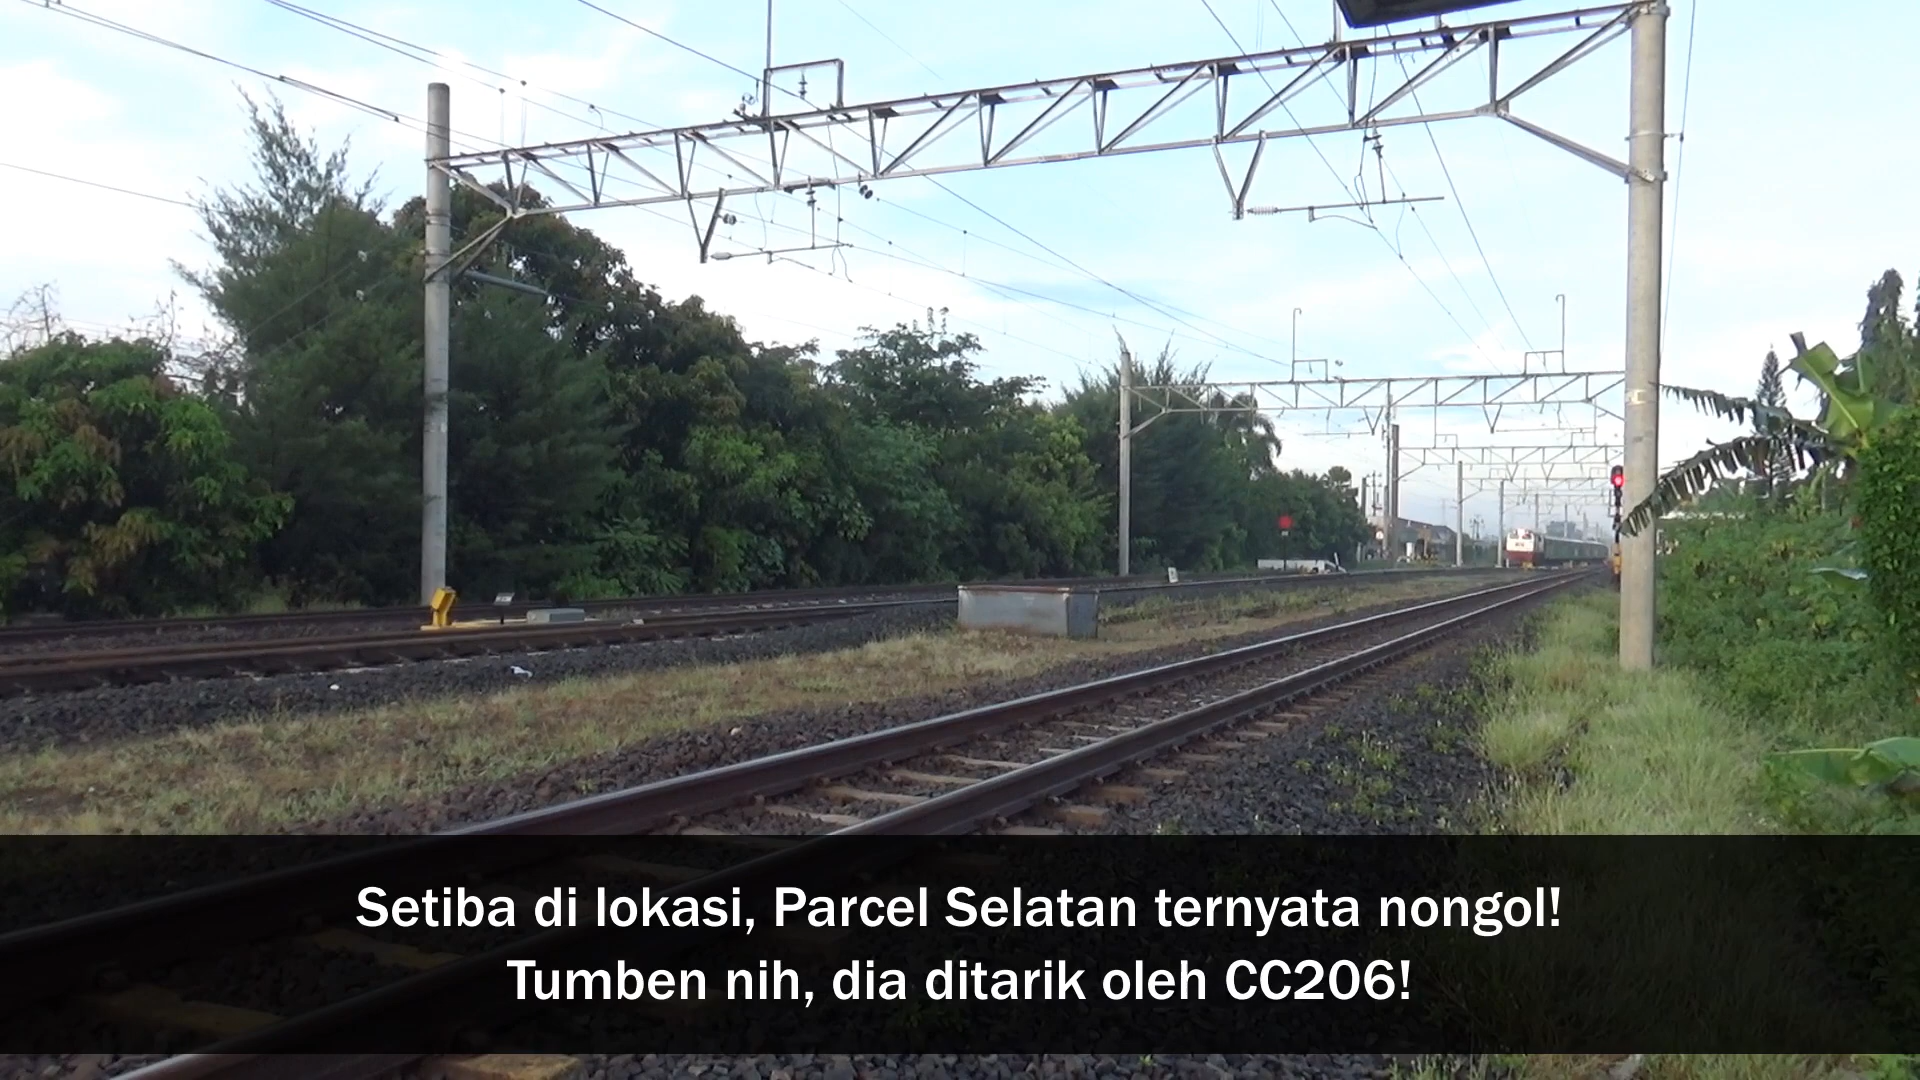 Setiba di lokasi, Parcel Selatan ternyata nongol!
Tumben nih, dia ditarik oleh CC206!